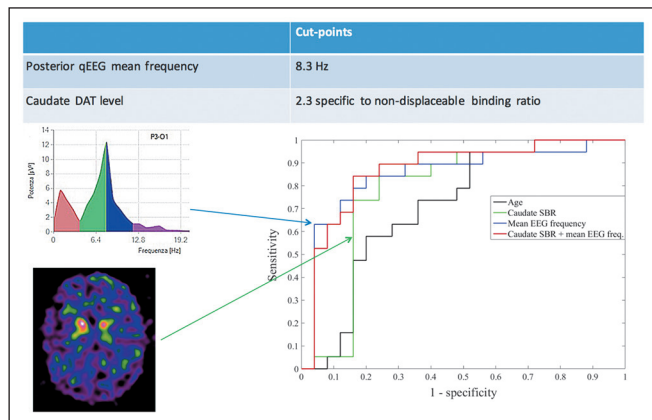 Cut-points
Posterior qEEG mean frequency 8.3 Hz
Caudate DAT level 2.3 specific to non-displaceable binding ratio
P3-O1
Potenza [µV²]
14
12
10
8
6
4
2
0
0 6.4 12.8 19.2
Frequenza [Hz]
Sensitivity
1
0.9
0.8
0.7
0.6
0.5
0.4
0.3
0.2
0.1
0
0.1 0.2 0.3 0.4 0.5 0.6 0.7 0.8 0.9 1
1 - specificity
Age
Caudate SBR
Mean EEG frequency
Caudate SBR + mean EEG freq.